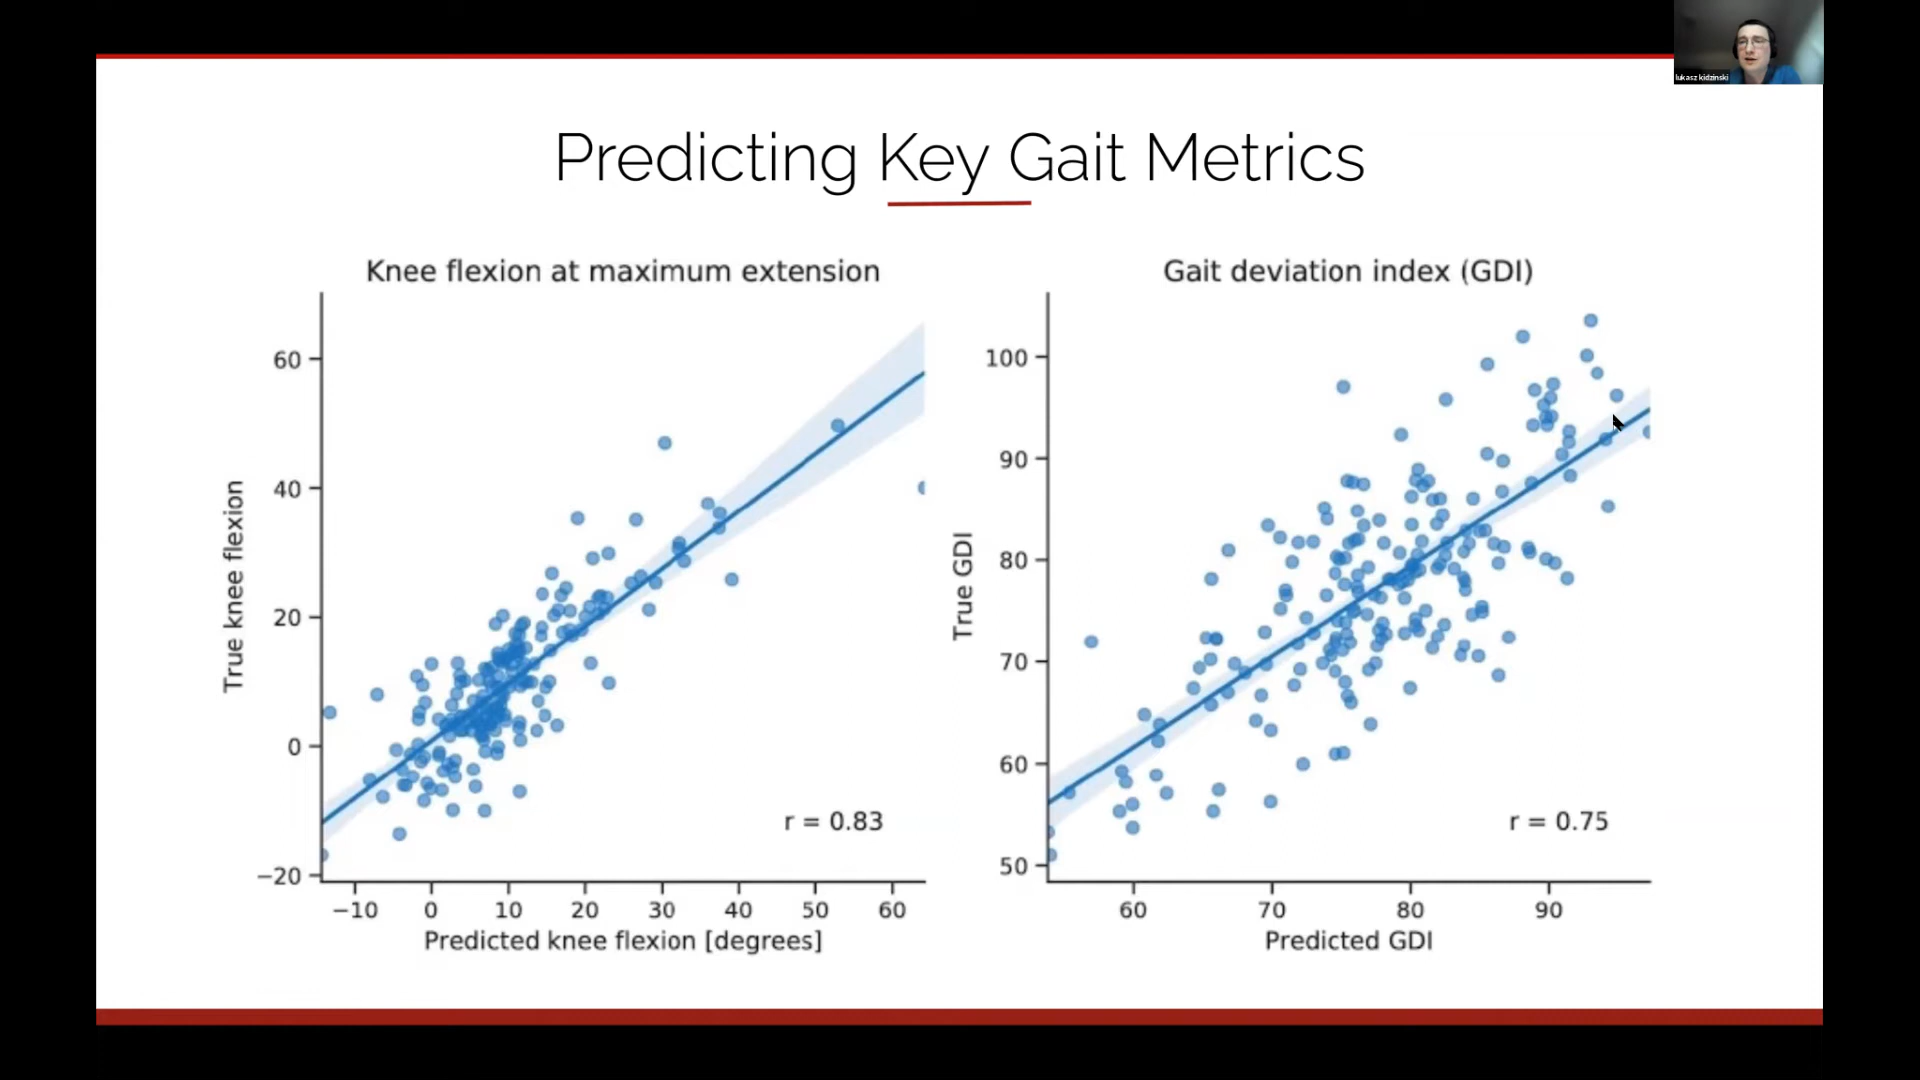 lukasz kidzinski
Predicting Key Gait Metrics
Knee flexion at maximum extension
True knee flexion
60
40
20
0
−20
r = 0.83
−10 0 10 20 30 40 50 60
Predicted knee flexion [degrees]
Gait deviation index (GDI)
True GDI
100
90
80
70
60
50
r = 0.75
60 70 80 90
Predicted GDI